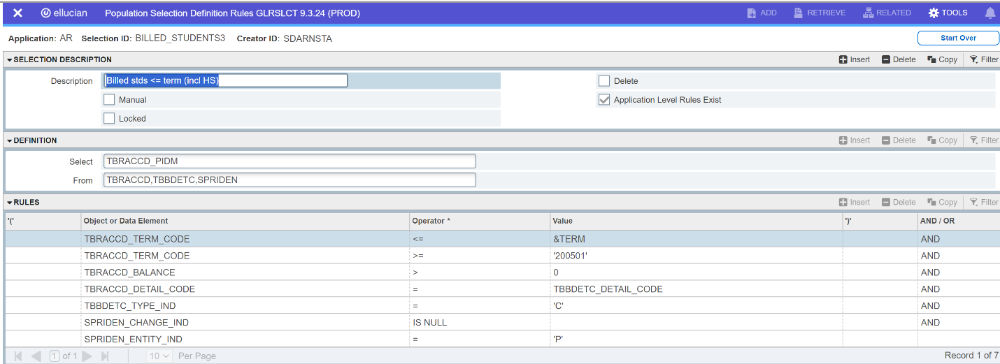 ellucian Population Selection Definition Rules GLRSLCT 9.3.24 (PROD) ADD RETRIEVE RELATED TOOLS
Application: AR Selection ID: BILLED_STUDENTS3 Creator ID: SDARNSTA Start Over
SELECTION DESCRIPTION Insert Delete Copy Filter
Description Billed stds <= term (incl HS) Delete
Manual Application Level Rules Exist
Locked
DEFINITION Insert Delete Copy Filter
Select TBRACCD_PIDM
From TBRACCD,TBBDETC,SPRIDEN
RULES Insert Delete Copy Filter
'(' Object or Data Element Operator * Value ')' AND / OR
TBRACCD_TERM_CODE <= &TERM AND
TBRACCD_TERM_CODE >= '200501' AND
TBRACCD_BALANCE > 0 AND
TBRACCD_DETAIL_CODE = TBBDETC_DETAIL_CODE AND
TBBDETC_TYPE_IND = 'C' AND
SPRIDEN_CHANGE_IND IS NULL AND
SPRIDEN_ENTITY_IND = 'P'
1 of 1 10 Per Page Record 1 of 7